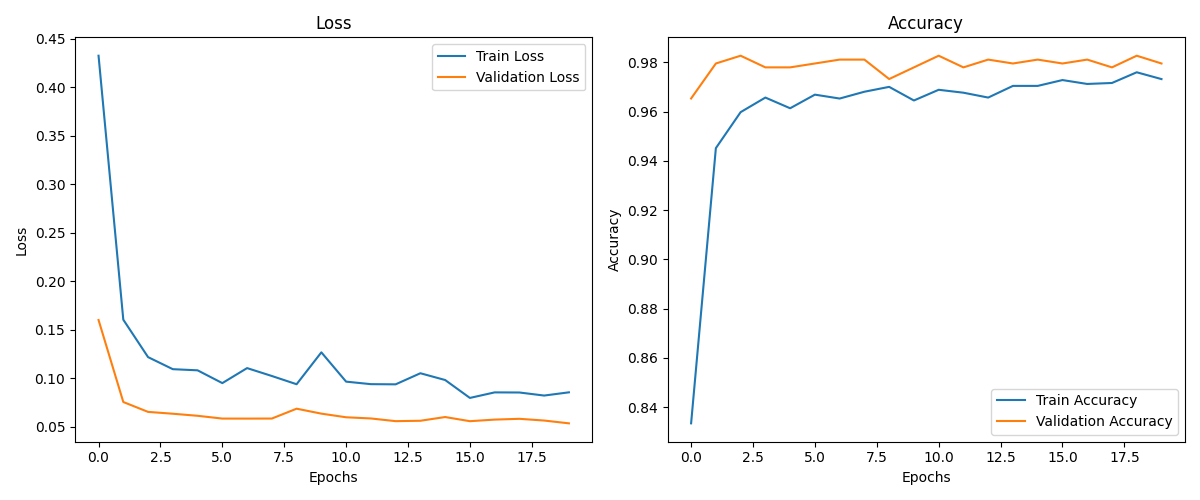 Loss
0.45
0.40
0.35
0.30
0.25
0.20
0.15
0.10
0.05
Loss
Train Loss
Validation Loss
0.0 2.5 5.0 7.5 10.0 12.5 15.0 17.5
Epochs
Accuracy
0.98
0.96
0.94
0.92
0.90
0.88
0.86
0.84
Accuracy
Train Accuracy
Validation Accuracy
0.0 2.5 5.0 7.5 10.0 12.5 15.0 17.5
Epochs